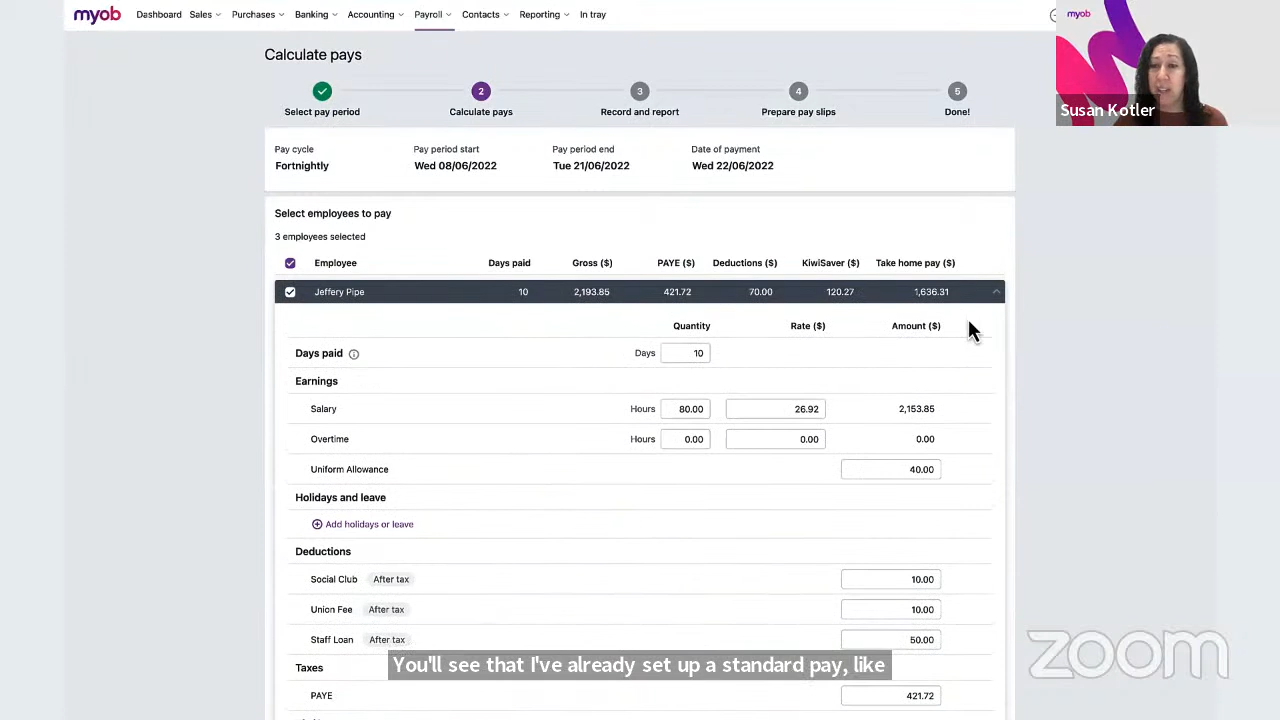 myob Dashboard Sales Purchases Banking Accounting Payroll Contacts Reporting In tray
myob
Susan Kotler
Calculate pays
2 3 4 5
Select pay period Calculate pays Record and report Prepare pay slips Done!
Pay cycle Pay period start Pay period end Date of payment
Fortnightly Wed 08/06/2022 Tue 21/06/2022 Wed 22/06/2022
Select employees to pay
3 employees selected
Employee Days paid Gross ($) PAYE ($) Deductions ($) KiwiSaver ($) Take home pay ($)
Jeffery Pipe 10 2,193.85 421.72 70.00 120.27 1,636.31
Quantity Rate ($) Amount ($)
Days paid Days 10
Earnings
Salary Hours 80.00 26.92 2,153.85
Overtime Hours 0.00 0.00 0.00
Uniform Allowance 40.00
Holidays and leave
Add holidays or leave
Deductions
Social Club After tax 10.00
Union Fee After tax 10.00
Staff Loan After tax 50.00
zoom
Taxes
You'll see that I've already set up a standard pay, like
PAYE 421.72